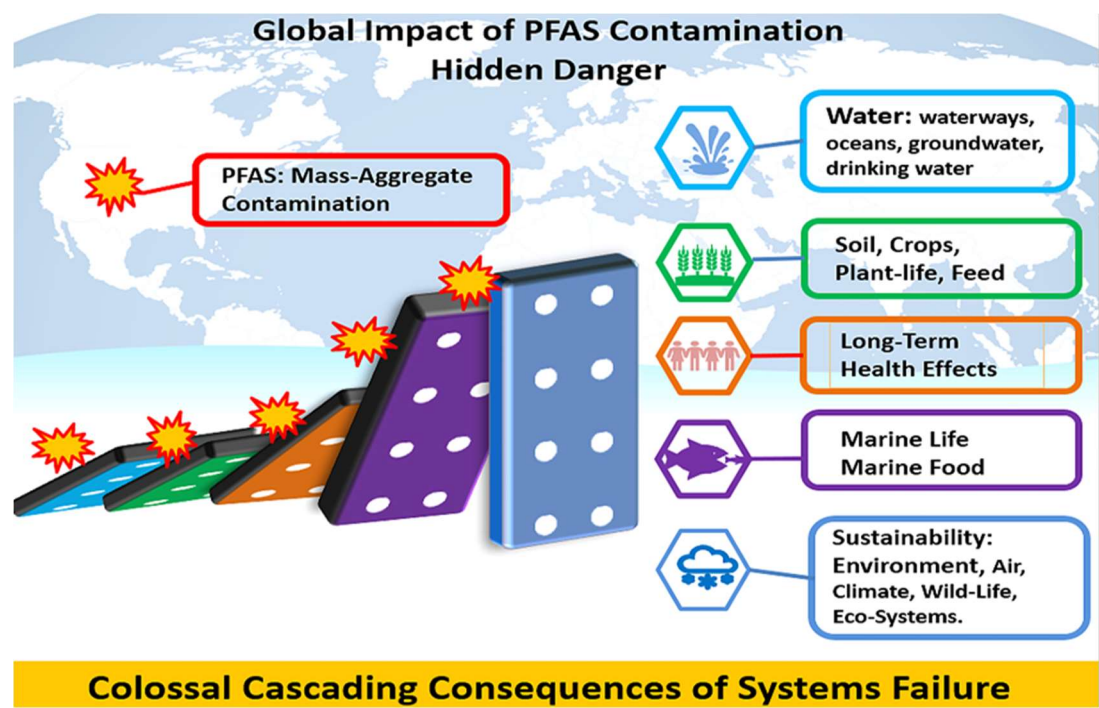 Global Impact of PFAS Contamination
Hidden Danger
PFAS: Mass-Aggregate
Contamination
Water: waterways,
oceans, groundwater,
drinking water
Soil, Crops,
Plant-life, Feed
Long-Term
Health Effects
Marine Life
Marine Food
Sustainability:
Environment, Air,
Climate, Wild-Life,
Eco-Systems.
Colossal Cascading Consequences of Systems Failure